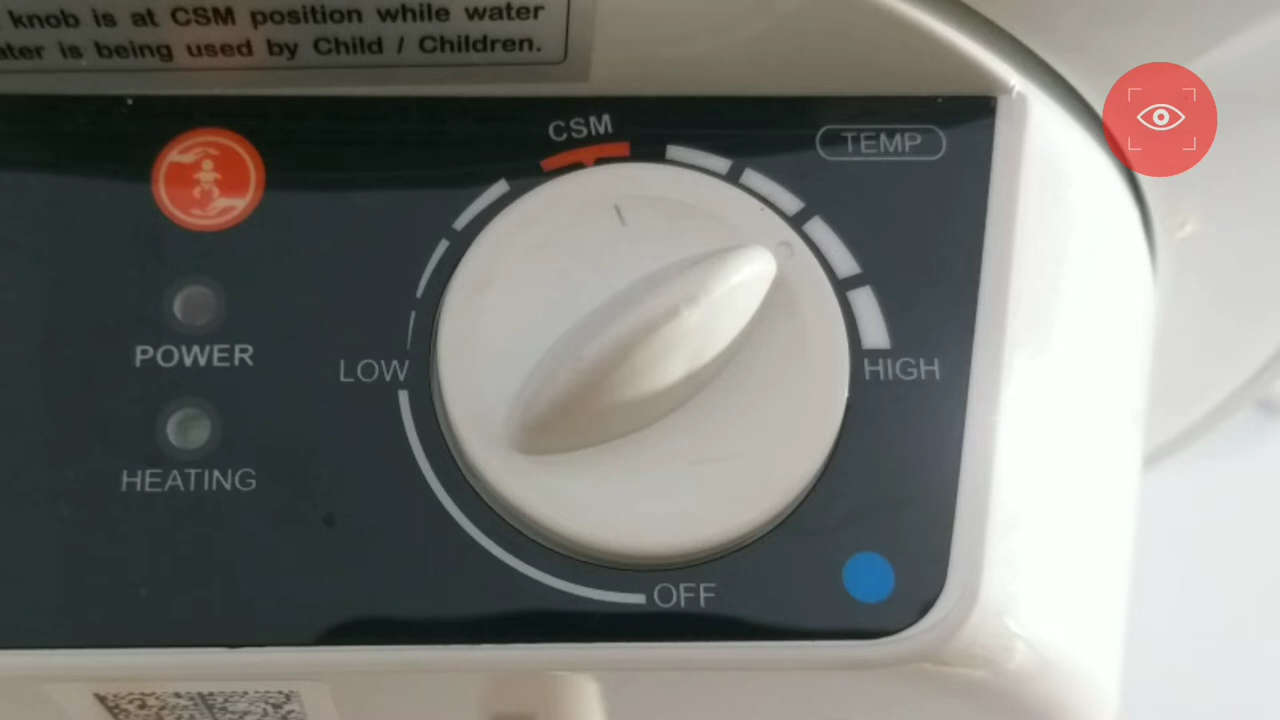 knob is at CSM position while water
is being used by Child / Children.
CSM
TEMP
POWER
LOW
HIGH
HEATING
OFF